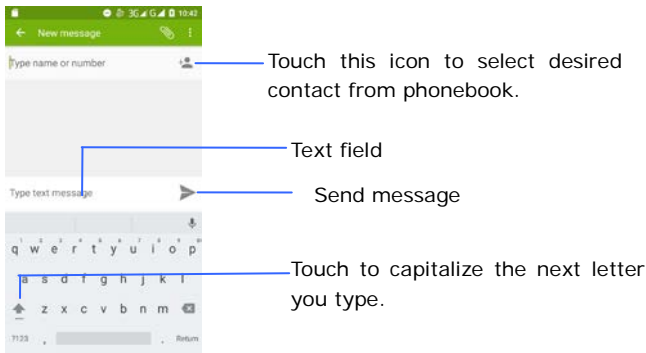 3G G 10:42
New message
Type name or number
Touch this icon to select desired
contact from phonebook.
Text field
Type text message
Send message
q w e r t y u i o p
a s d f g h j k l
Touch to capitalize the next letter
you type.
z x c v b n m
?123 , . Return